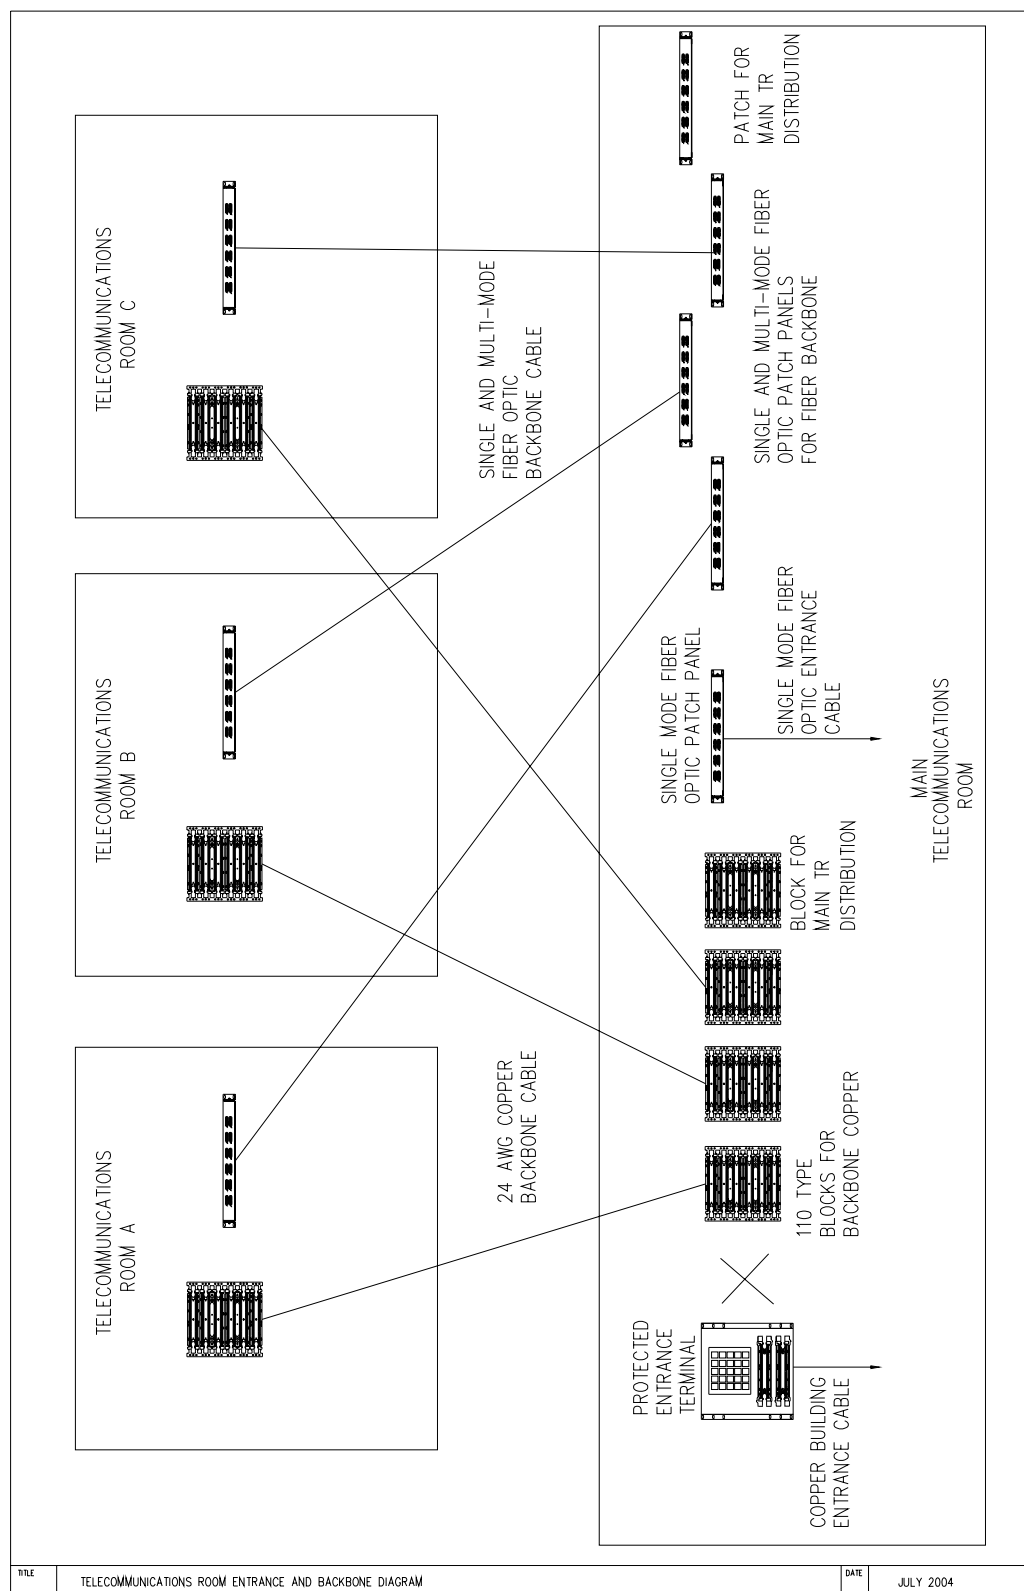 TELECOMMUNICATIONS
ROOM A
TELECOMMUNICATIONS
ROOM B
TELECOMMUNICATIONS
ROOM C
24 AWG COPPER
BACKBONE CABLE
SINGLE AND MULTI-MODE
FIBER OPTIC
BACKBONE CABLE
PROTECTED
ENTRANCE
TERMINAL
COPPER BUILDING
ENTRANCE CABLE
110 TYPE
BLOCKS FOR
BACKBONE COPPER
BLOCK FOR
MAIN TR
DISTRIBUTION
SINGLE MODE FIBER
OPTIC PATCH PANEL
SINGLE MODE FIBER
OPTIC ENTRANCE
CABLE
SINGLE AND MULTI-MODE FIBER
OPTIC PATCH PANELS
FOR FIBER BACKBONE
PATCH FOR
MAIN TR
DISTRIBUTION
MAIN
TELECOMMUNICATIONS
ROOM
TITLE
TELECOMMUNICATIONS ROOM ENTRANCE AND BACKBONE DIAGRAM
DATE
JULY 2004